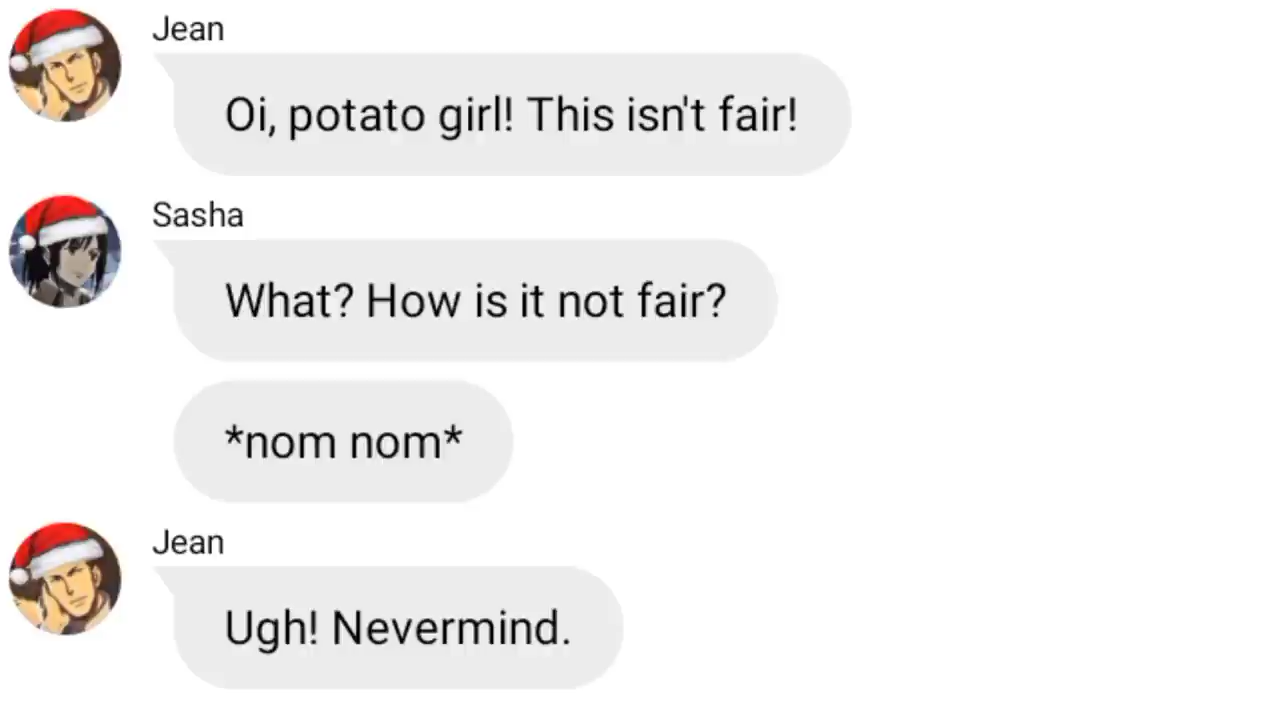 Jean
Oi, potato girl! This isn't fair!
Sasha
What? How is it not fair?
*nom nom*
Jean
Ugh! Nevermind.